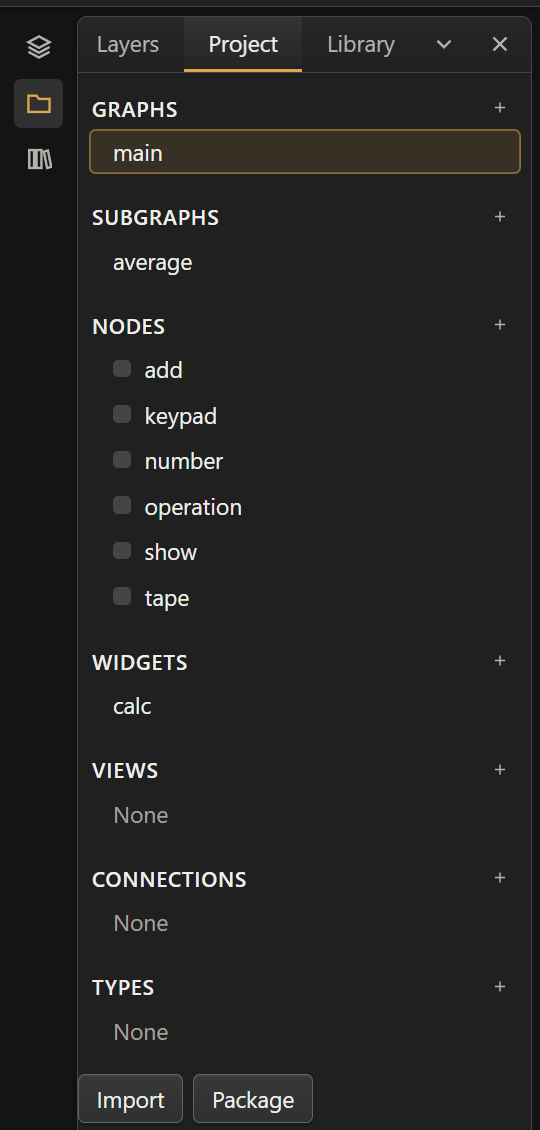 Layers Project Library
GRAPHS
main
SUBGRAPHS
average
NODES
add
keypad
number
operation
show
tape
WIDGETS
calc
VIEWS
None
CONNECTIONS
None
TYPES
None
Import Package